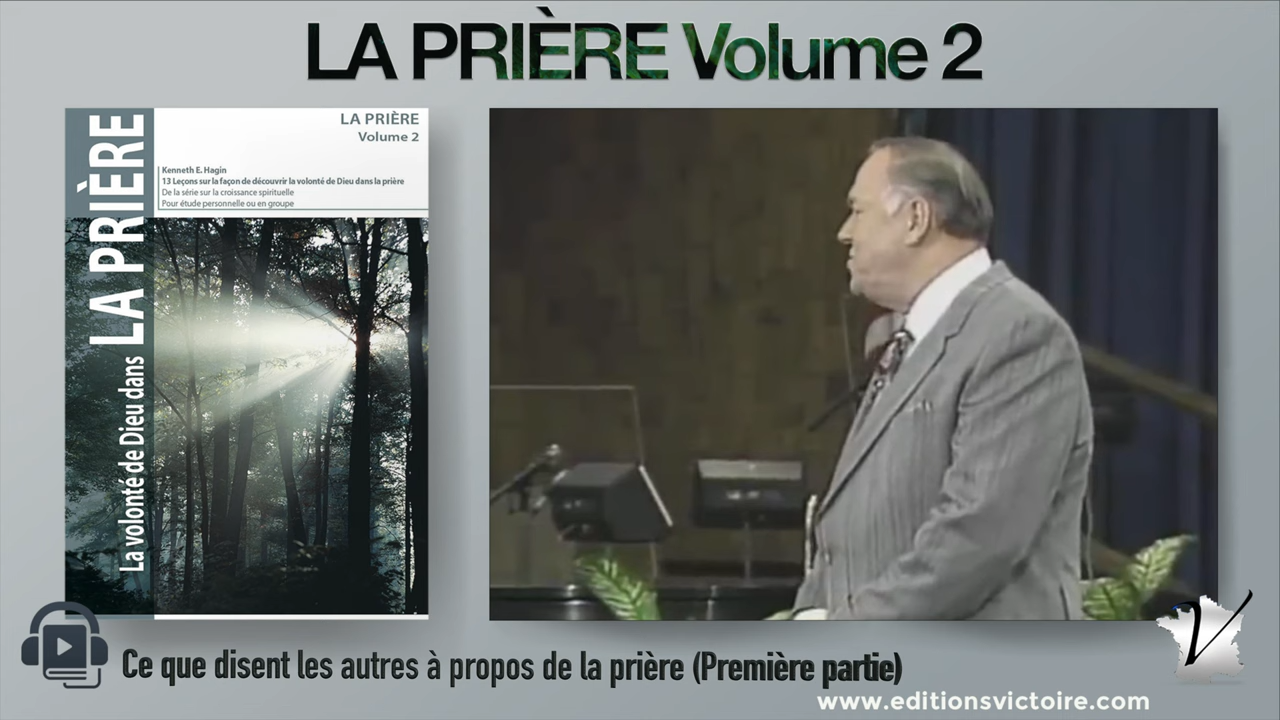 LA PRIÈRE Volume 2
LA PRIÈRE
Volume 2
Kenneth E. Hagin
13 Leçons sur la façon de découvrir la volonté de Dieu dans la prière
De la série sur la croissance spirituelle
Pour étude personnelle ou en groupe
La volonté de Dieu dans LA PRIÈRE
Ce que disent les autres à propos de la prière (Première partie)
V
www.editionsvictoire.com